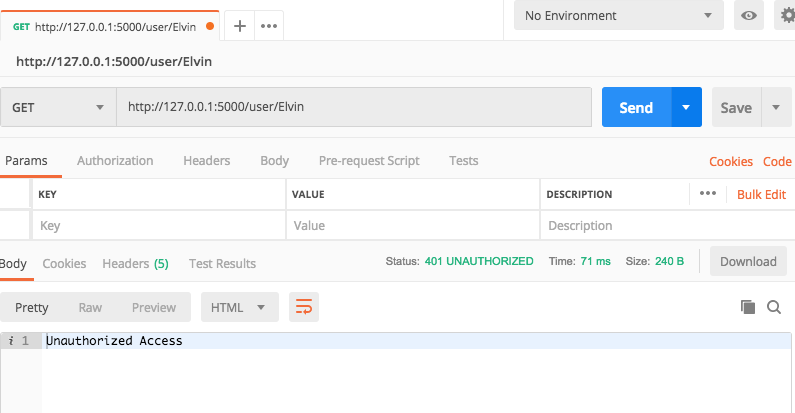 GET http://127.0.0.1:5000/user/Elvin
No Environment
http://127.0.0.1:5000/user/Elvin
GET http://127.0.0.1:5000/user/Elvin Send Save
Params Authorization Headers Body Pre-request Script Tests Cookies Code
KEY VALUE DESCRIPTION Bulk Edit
Key Value Description
Body Cookies Headers (5) Test Results Status: 401 UNAUTHORIZED Time: 71 ms Size: 240 B Download
Pretty Raw Preview HTML
i 1 Unauthorized Access